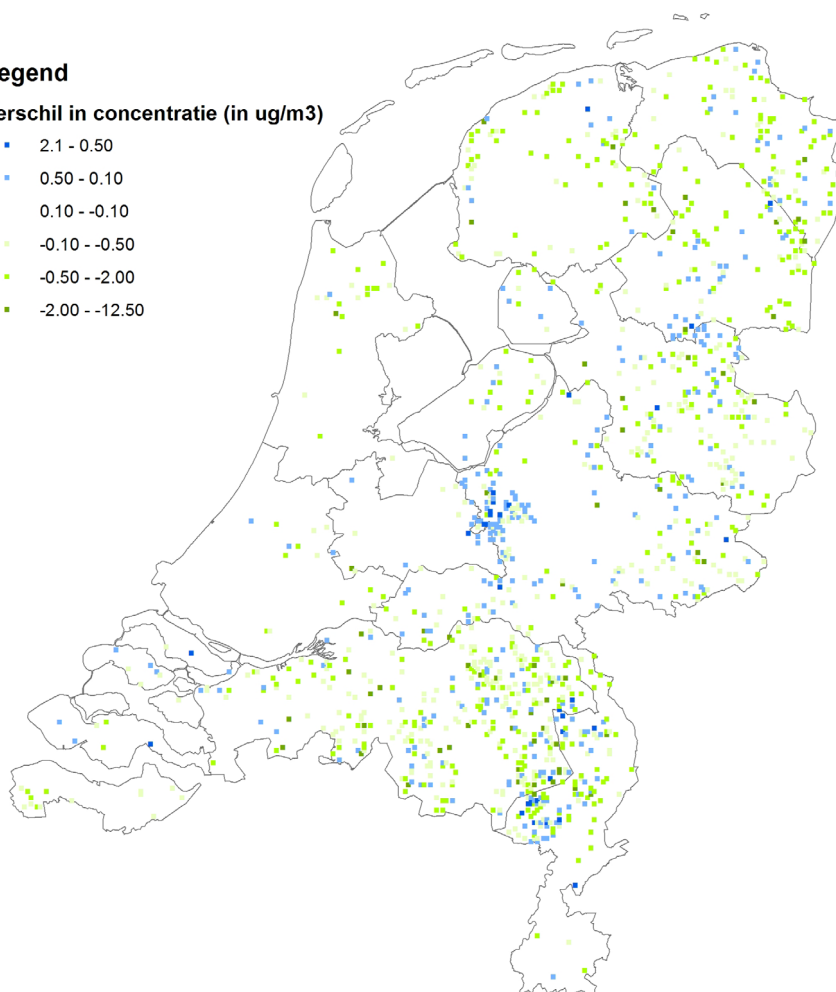 egend
erschil in concentratie (in ug/m3)
2.1 - 0.50
0.50 - 0.10
0.10 - -0.10
-0.10 - -0.50
-0.50 - -2.00
-2.00 - -12.50